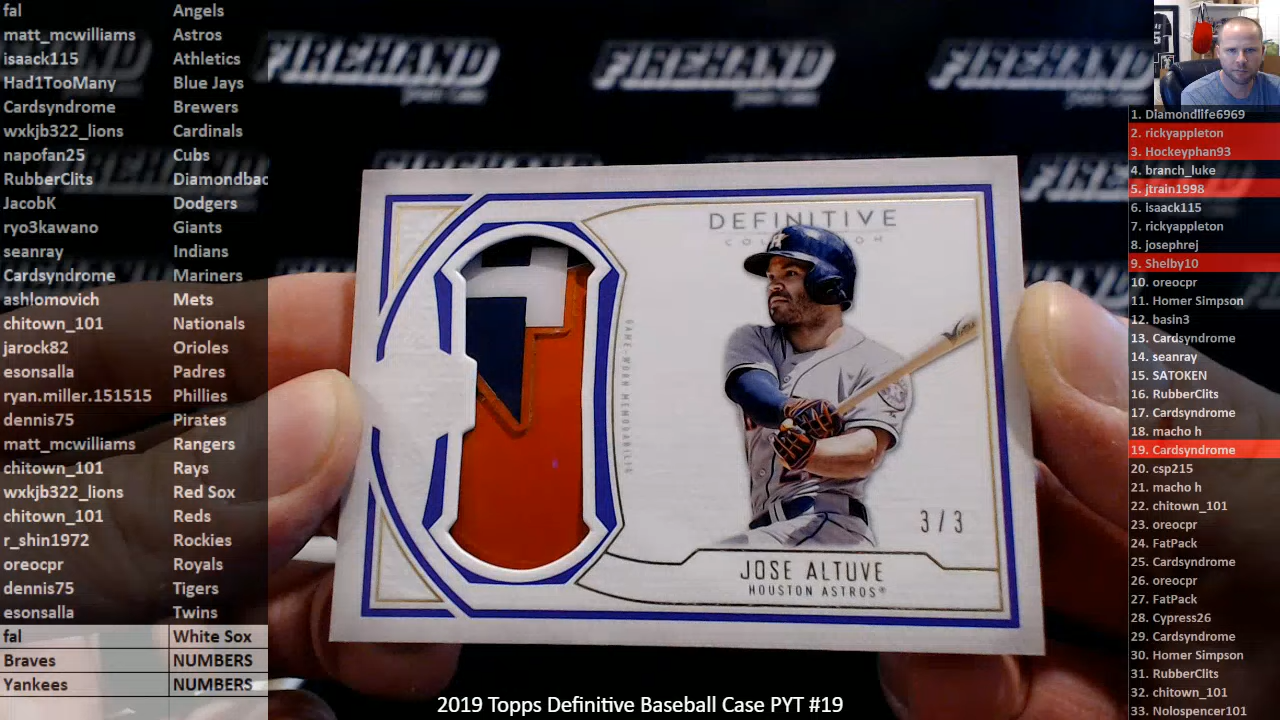 fal Angels
matt_mcwilliams Astros
isaack115 Athletics
Had1TooMany Blue Jays
Cardsyndrome Brewers
wxkjb322_lions Cardinals
napofan25 Cubs
RubberClits Diamondbac
JacobK Dodgers
ryo3kawano Giants
seanray Indians
Cardsyndrome Mariners
ashlomovich Mets
chitown_101 Nationals
jarock82 Orioles
esonsalla Padres
ryan.miller.151515 Phillies
dennis75 Pirates
matt_mcwilliams Rangers
chitown_101 Rays
wxkjb322_lions Red Sox
chitown_101 Reds
r_shin1972 Rockies
oreocpr Royals
dennis75 Tigers
esonsalla Twins
fal White Sox
Braves NUMBERS
Yankees NUMBERS
FIREHAND
FIREHAND
FIREHAND
DEFINITIVE
COLLECTION
GAME-WORN MEMORABILIA
3/3
JOSE ALTUVE
HOUSTON ASTROS®
2019 Topps Definitive Baseball Case PYT #19
1. Diamondlife6969
2. rickyappleton
3. Hockeyphan93
4. branch_luke
5. jtrain1998
6. isaack115
7. rickyappleton
8. josephrej
9. Shelby10
10. oreocpr
11. Homer Simpson
12. basin3
13. Cardsyndrome
14. seanray
15. SATOKEN
16. RubberClits
17. Cardsyndrome
18. macho h
19. Cardsyndrome
20. csp215
21. macho h
22. chitown_101
23. oreocpr
24. FatPack
25. Cardsyndrome
26. oreocpr
27. FatPack
28. Cypress26
29. Cardsyndrome
30. Homer Simpson
31. RubberClits
32. chitown_101
33. Nolospencer101